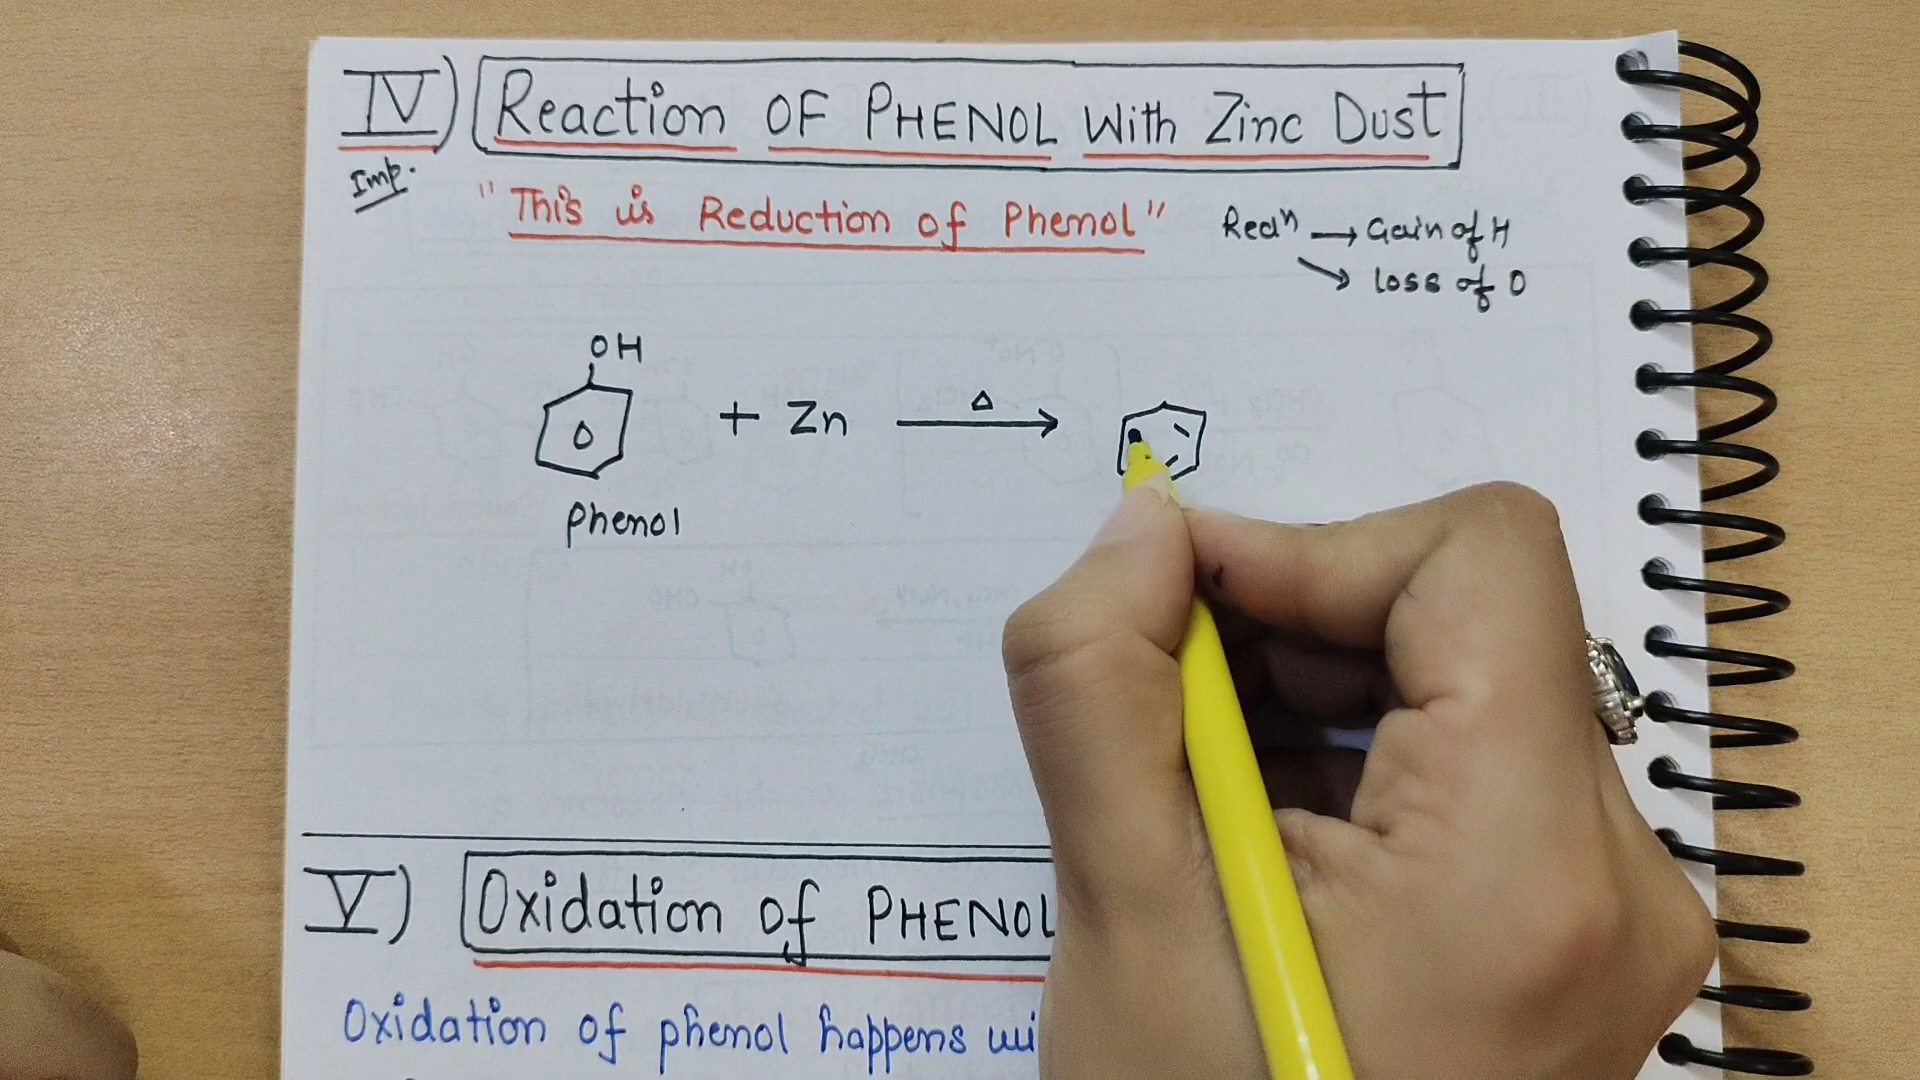 IV) Reaction OF PHENOL With Zinc Dust
Imp.
"This is Reduction of Phenol"
Redⁿ → Gain of H
↘ loss of O
OH
+ Zn
Δ
→
Phenol
V) Oxidation of PHENOL
Oxidation of phenol happens wi